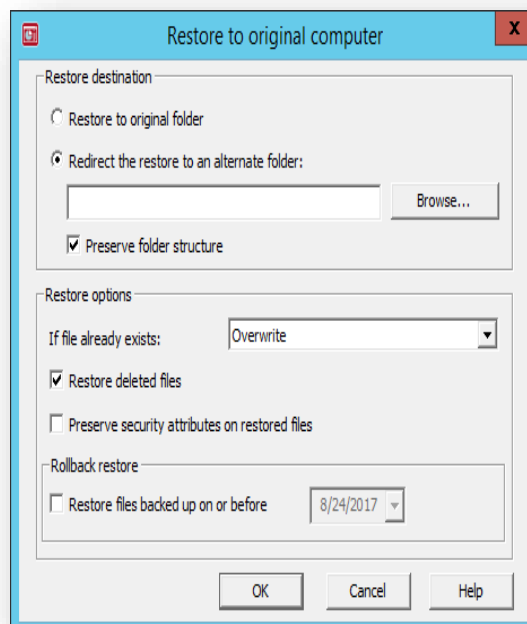 Restore to original computer
X
Restore destination
Restore to original folder
Redirect the restore to an alternate folder:
Browse...
Preserve folder structure
Restore options
If file already exists: Overwrite
Restore deleted files
Preserve security attributes on restored files
Rollback restore
Restore files backed up on or before 8/24/2017
OK Cancel Help